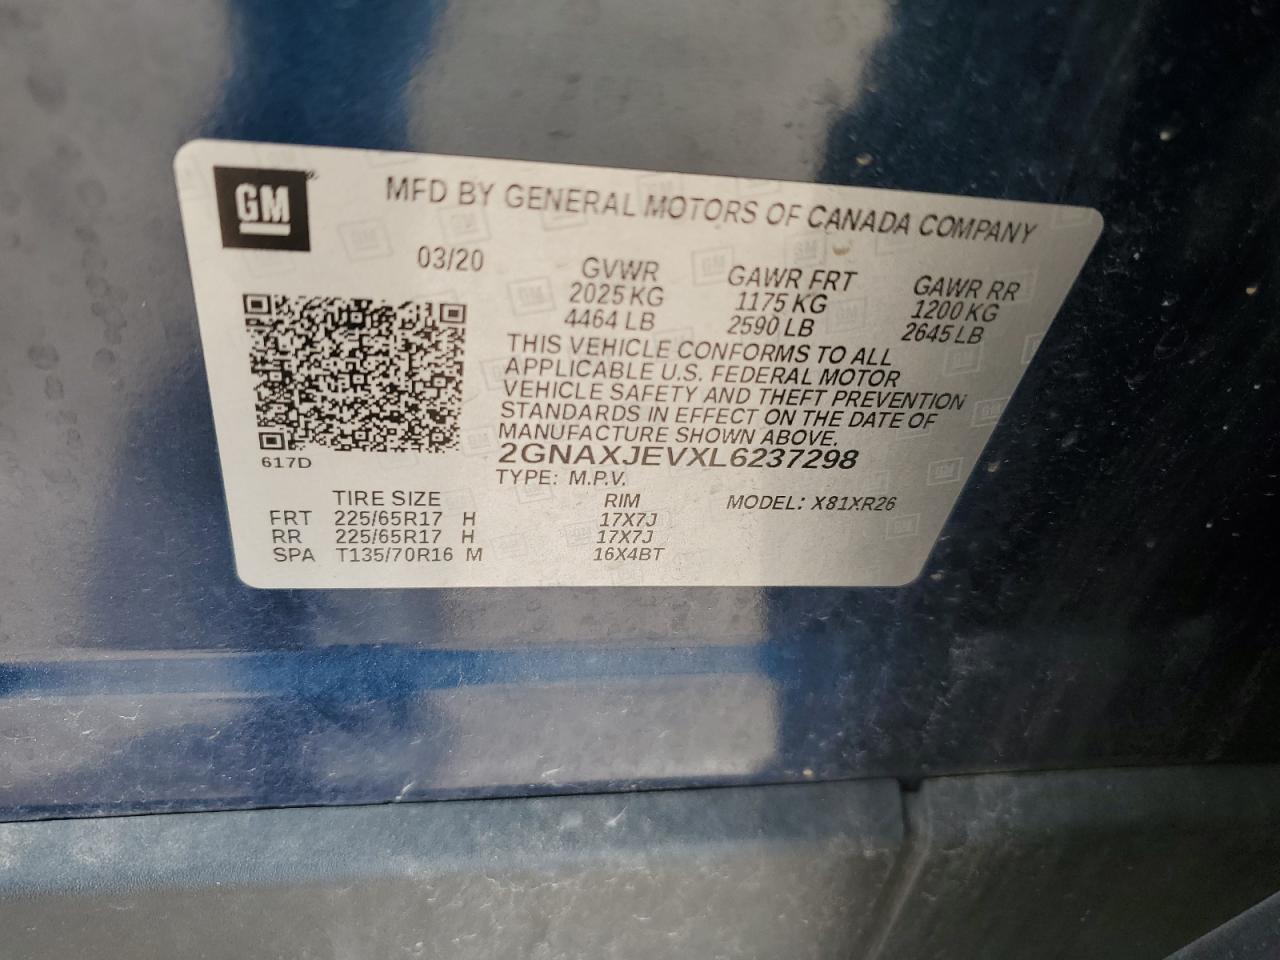 GM
MFD BY GENERAL MOTORS OF CANADA COMPANY
03/20 GVWR GAWR FRT GAWR RR
2025 KG 1175 KG 1200 KG
4464 LB 2590 LB 2645 LB
THIS VEHICLE CONFORMS TO ALL
APPLICABLE U.S. FEDERAL MOTOR
VEHICLE SAFETY AND THEFT PREVENTION
STANDARDS IN EFFECT ON THE DATE OF
MANUFACTURE SHOWN ABOVE.
617D 2GNAXJEVXL6237298
TYPE: M.P.V.
TIRE SIZE RIM MODEL: X81XR26
FRT 225/65R17 H 17X7J
RR 225/65R17 H 17X7J
SPA T135/70R16 M 16X4BT